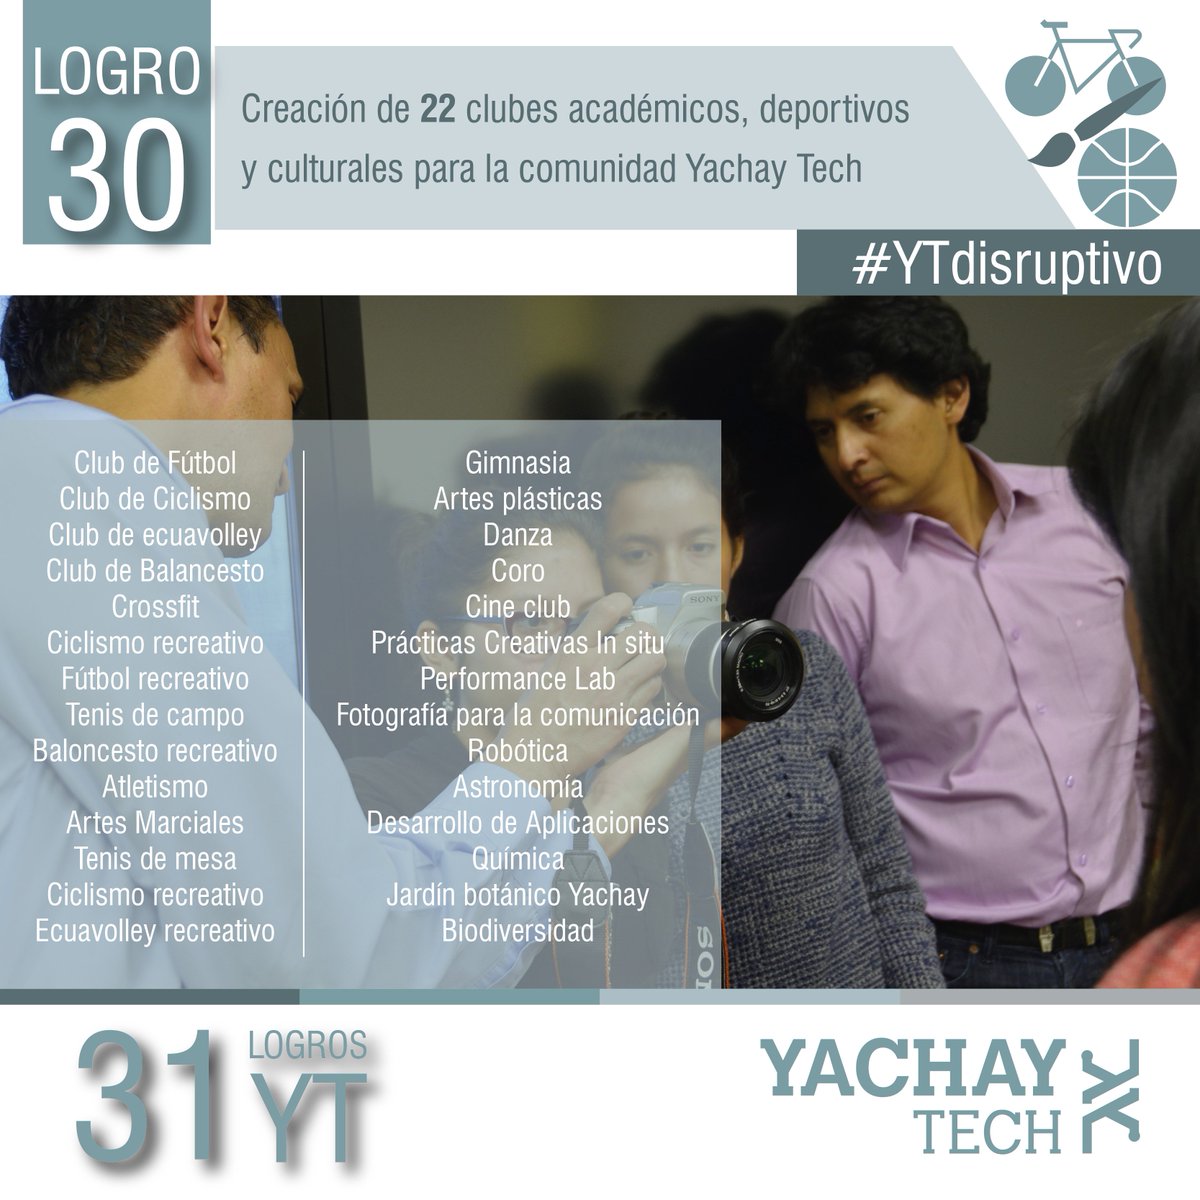 LOGRO
30
Creación de 22 clubes académicos, deportivos
y culturales para la comunidad Yachay Tech
#YTdisruptivo
Club de Fútbol
Club de Ciclismo
Club de ecuavolley
Club de Balancesto
Crossfit
Ciclismo recreativo
Fútbol recreativo
Tenis de campo
Baloncesto recreativo
Atletismo
Artes Marciales
Tenis de mesa
Ciclismo recreativo
Ecuavolley recreativo
Gimnasia
Artes plásticas
Danza
Coro
Cine club
Prácticas Creativas In situ
Performance Lab
Fotografía para la comunicación
Robótica
Astronomía
Desarrollo de Aplicaciones
Química
Jardín botánico Yachay
Biodiversidad
SONY
31 LOGROS
YT
YACHAY
TECH